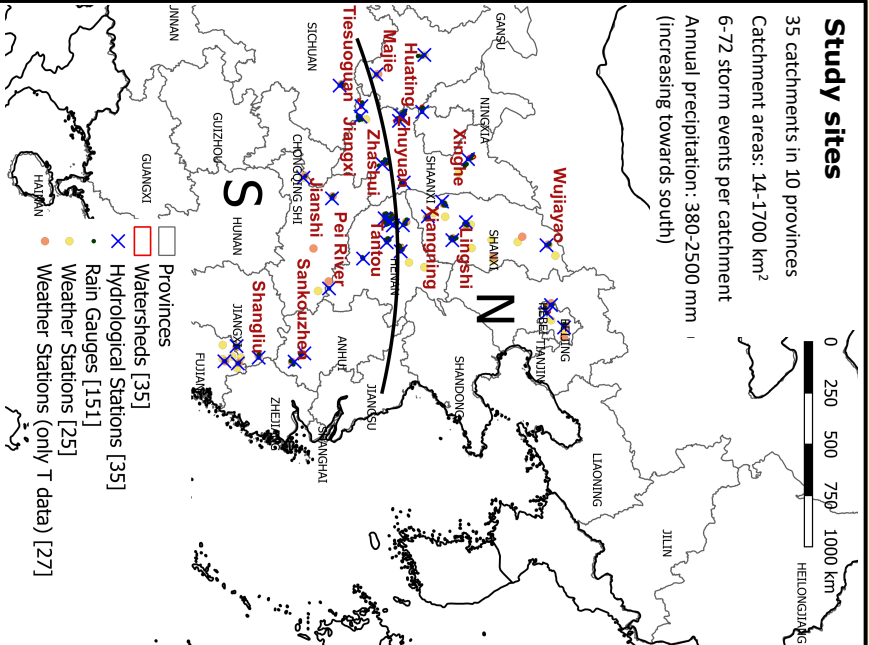 Study sites
35 catchments in 10 provinces
Catchment areas: 14-1700 km²
6-72 storm events per catchment
Annual precipitation: 380-2500 mm
(increasing towards south)
0 250 500 750 1000 km
HEILONGJIANG
JILIN
LIAONING
BEIJING
HEBEI
TIANJIN
Wujiayao
N
GANSU
NINGXIA
SHANXI
Xinghe
Lingshi
SHANDONG
SHAANXI
Xiangning
Huating
Zhuyuan
HENAN
Majie
Zhashui
Tantou
JIANGSU
Tiesuoguan
Jiangxi
Pei River
ANHUI
SICHUAN
Jianshi
CHONGQING SHI
Sankouzhen
SHANGHAI
ZHEJIANG
Shangliu
S
HUNAN
JIANGXI
GUIZHOU
FUJIAN
UNNAN
GUANGXI
HAINAN
Provinces
Watersheds [35]
Hydrological Stations [35]
Rain Gauges [151]
Weather Stations [25]
Weather Stations (only T data) [27]